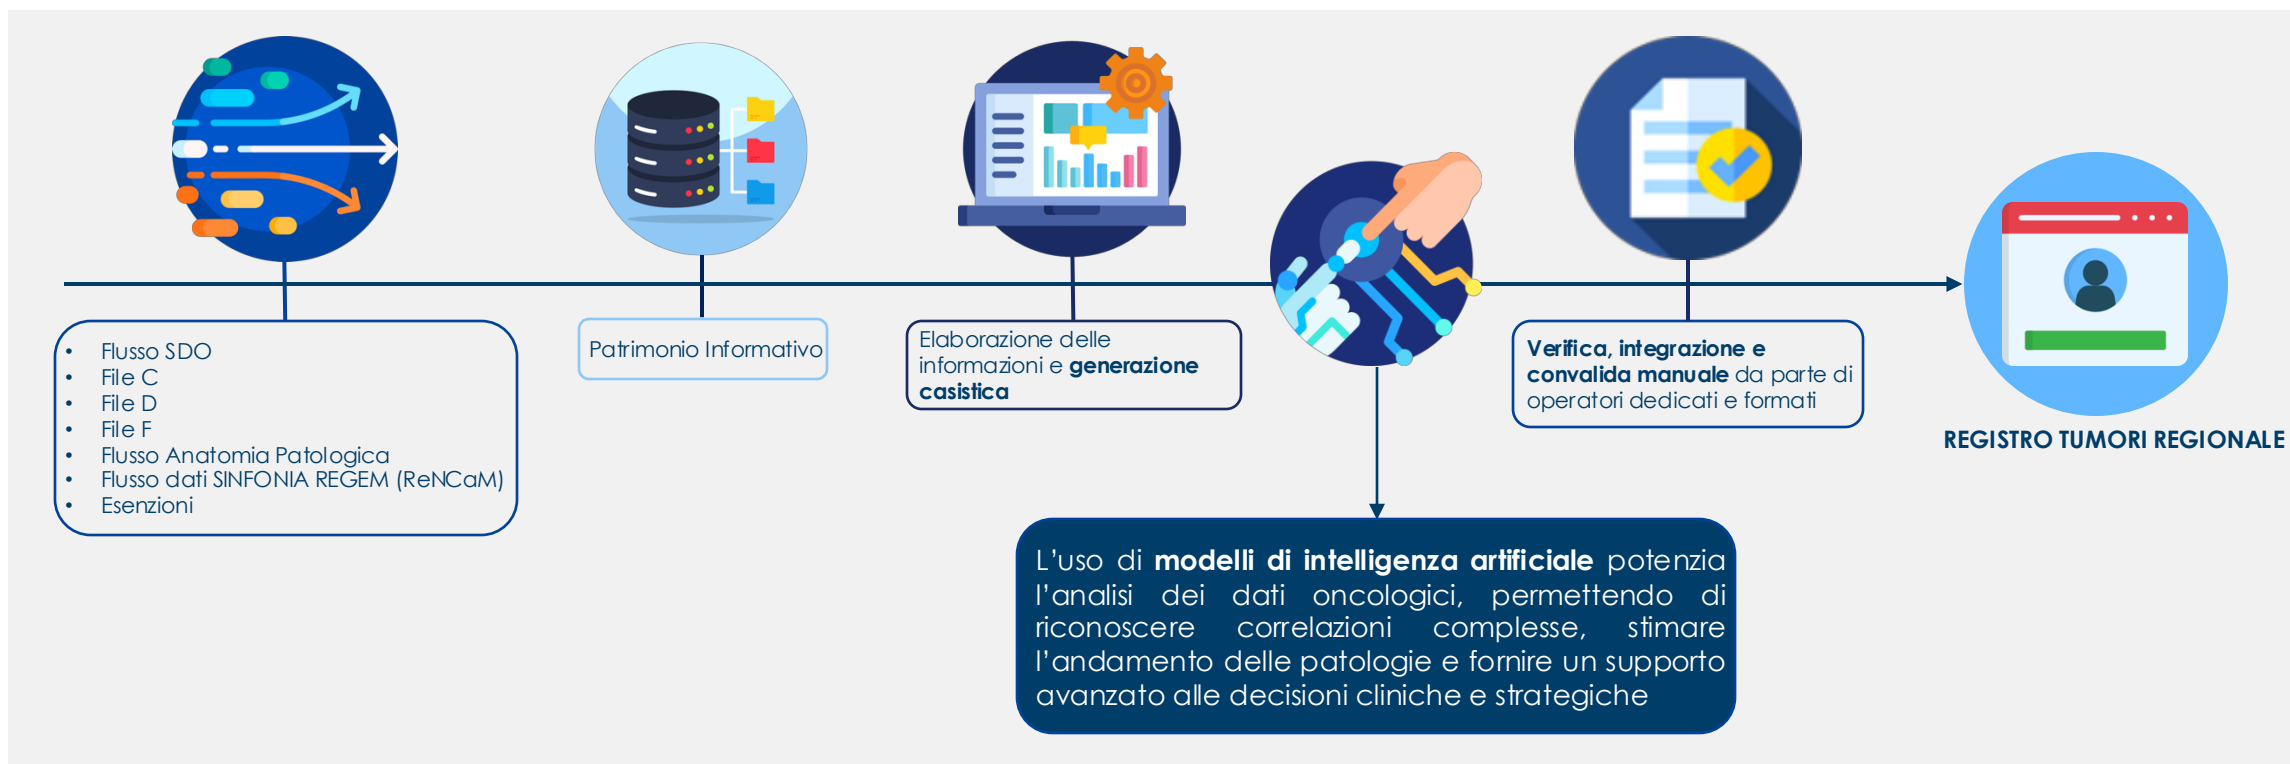 • Flusso SDO
• File C
• File D
• File F
• Flusso Anatomia Patologica
• Flusso dati SINFONIA REGEM (ReNCaM)
• Esenzioni
Patrimonio Informativo
Elaborazione delle
informazioni e generazione
casistica
Verifica, integrazione e
convalida manuale da parte di
operatori dedicati e formati
REGISTRO TUMORI REGIONALE
L’uso di modelli di intelligenza artificiale potenzia
l’analisi dei dati oncologici, permettendo di
riconoscere correlazioni complesse, stimare
l’andamento delle patologie e fornire un supporto
avanzato alle decisioni cliniche e strategiche